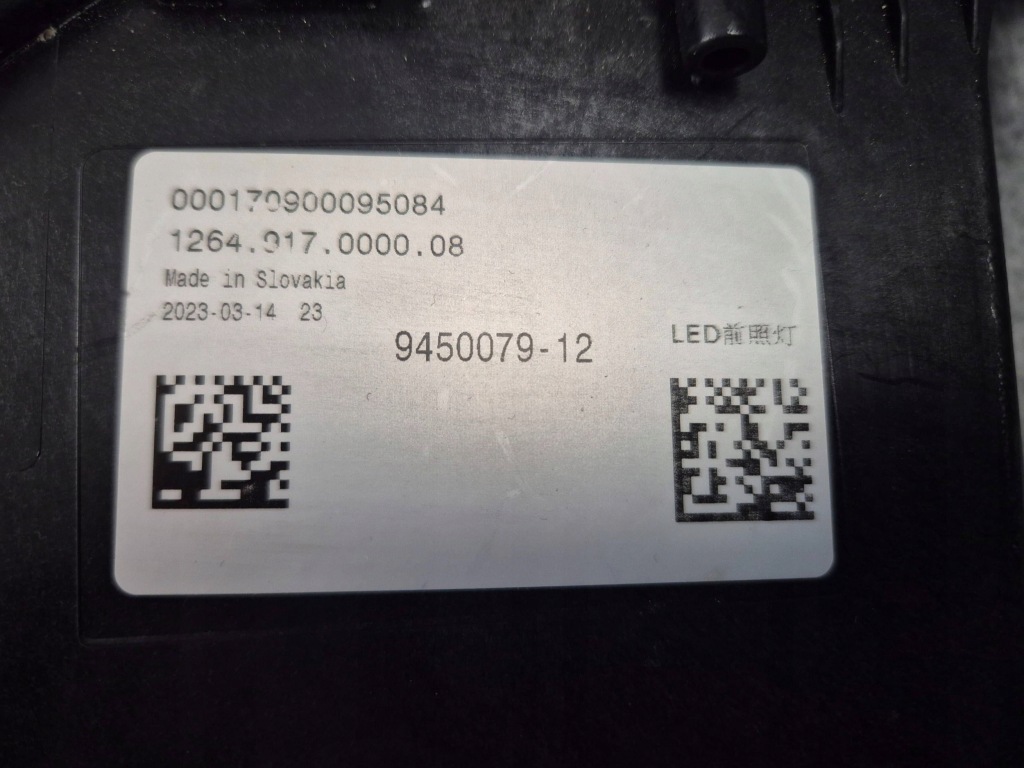 000170900095084
1264.917.0000.08
Made in Slovakia
2023-03-14 23
9450079-12
LED前照灯